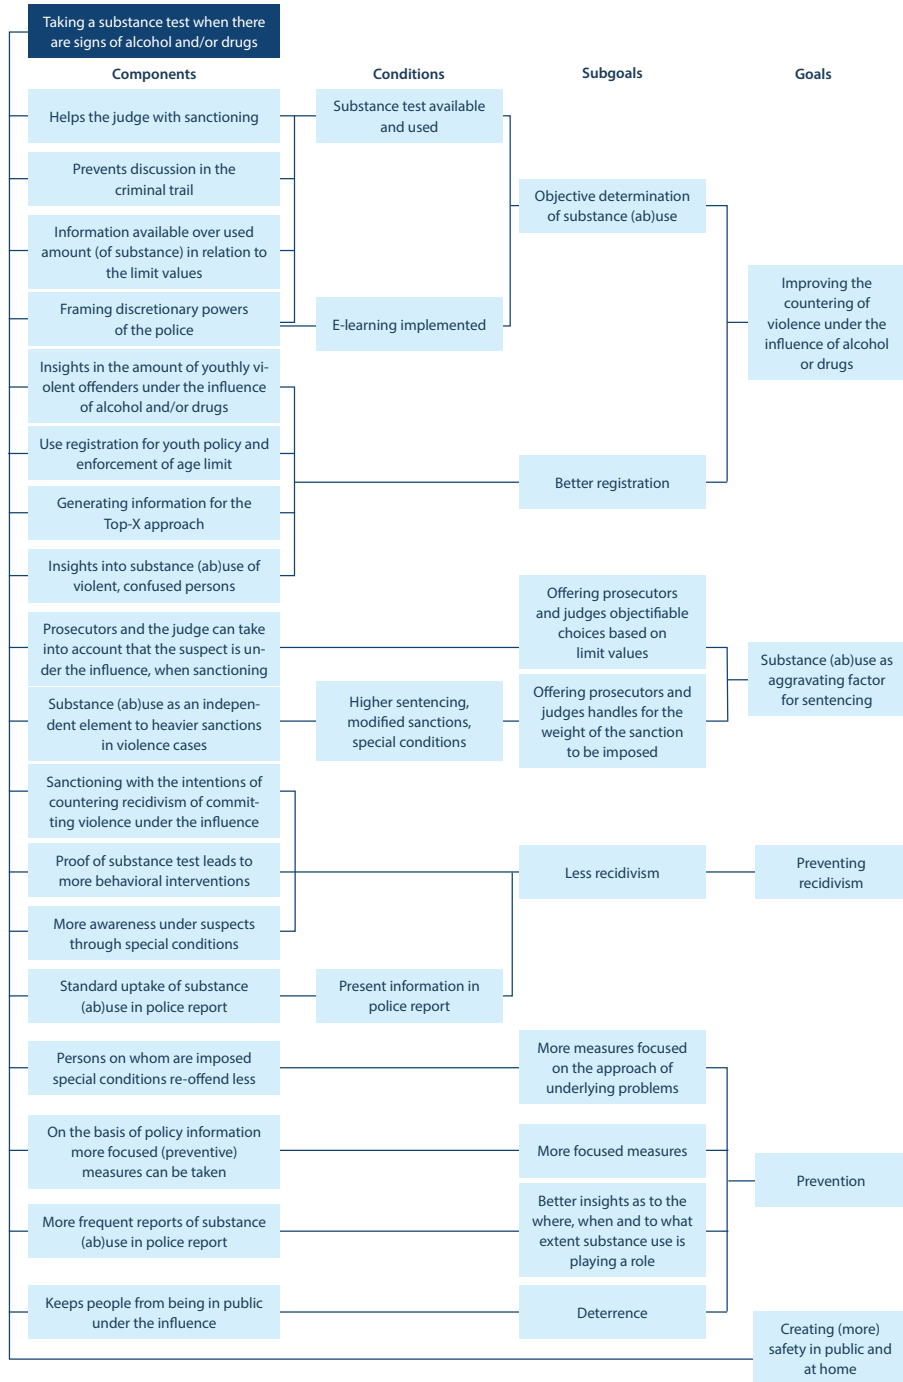 Taking a substance test when there
are signs of alcohol and/or drugs
Components
Conditions
Subgoals
Goals
Helps the judge with sanctioning
Substance test available
and used
Prevents discussion in the
criminal trail
Objective determination
of substance (ab)use
Information available over used
amount (of substance) in relation to
the limit values
Improving the
countering of
violence under the
influence of alcohol
or drugs
Framing discretionary powers
of the police
E-learning implemented
Insights in the amount of youthly vi-
olent offenders under the influence
of alcohol and/or drugs
Use registration for youth policy and
enforcement of age limit
Better registration
Generating information for the
Top-X approach
Insights into substance (ab)use of
violent, confused persons
Offering prosecutors
and judges objectifiable
choices based on
limit values
Prosecutors and the judge can take
into account that the suspect is un-
der the influence, when sanctioning
Substance (ab)use as
aggravating factor
for sentencing
Substance (ab)use as an independ-
ent element to heavier sanctions
in violence cases
Higher sentencing,
modified sanctions,
special conditions
Offering prosecutors and
judges handles for the
weight of the sanction
to be imposed
Sanctioning with the intentions of
countering recidivism of commit-
ting violence under the influence
Proof of substance test leads to
more behavioral interventions
Less recidivism
Preventing
recidivism
More awareness under suspects
through special conditions
Standard uptake of substance
(ab)use in police report
Present information in
police report
Persons on whom are imposed
special conditions re-offend less
More measures focused
on the approach of
underlying problems
On the basis of policy information
more focused (preventive)
measures can be taken
More focused measures
Prevention
More frequent reports of substance
(ab)use in police report
Better insights as to the
where, when and to what
extent substance use is
playing a role
Keeps people from being in public
under the influence
Deterrence
Creating (more)
safety in public and
at home